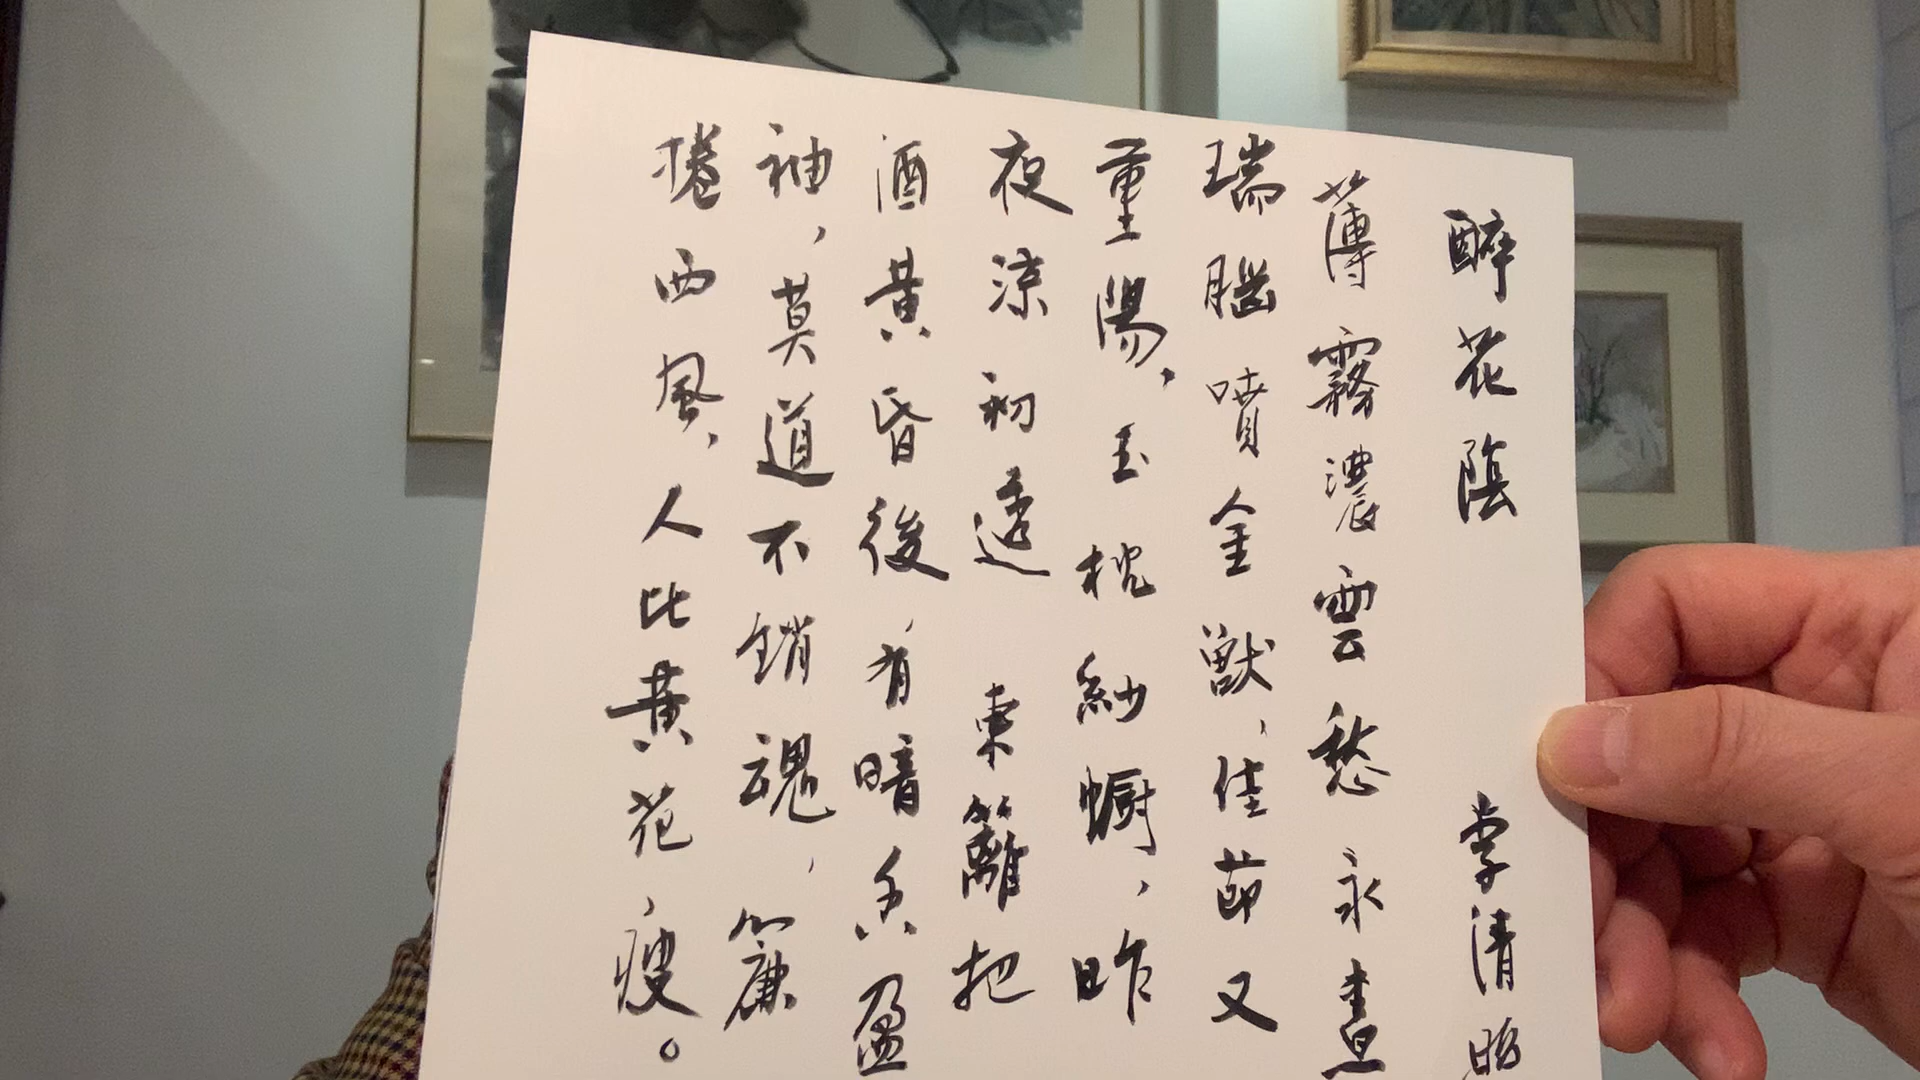 醉花陰 李清照
薄霧濃雲愁永晝
瑞腦噴金獸，佳節又
重陽，玉枕紗幮，昨
夜涼初透 東籬把
酒黃昏後，有暗香盈
袖，莫道不銷魂，簾
捲西風，人比黃花，瘦。